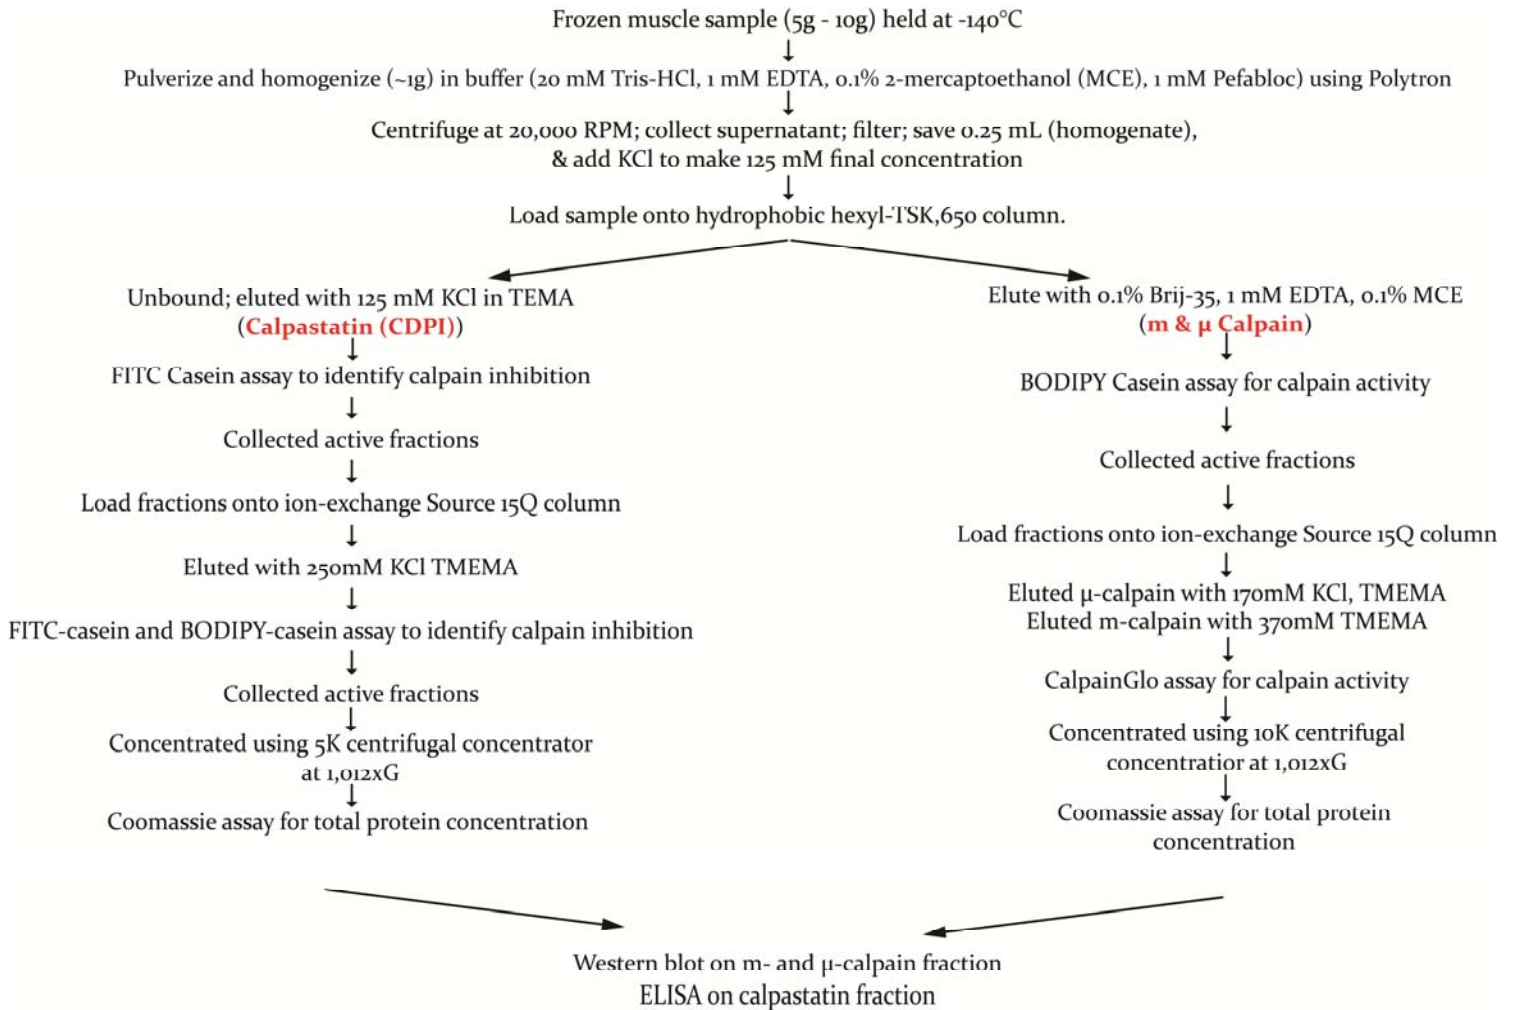 Frozen muscle sample (5g - 10g) held at -140°C
Pulverize and homogenize (~1g) in buffer (20 mM Tris-HCl, 1 mM EDTA, 0.1% 2-mercaptoethanol (MCE), 1 mM Pefabloc) using Polytron
Centrifuge at 20,000 RPM; collect supernatant; filter; save 0.25 mL (homogenate),
& add KCl to make 125 mM final concentration
Load sample onto hydrophobic hexyl-TSK,650 column.
Unbound; eluted with 125 mM KCl in TEMA
(Calpastatin (CDPI))
FITC Casein assay to identify calpain inhibition
Collected active fractions
Load fractions onto ion-exchange Source 15Q column
Eluted with 250mM KCl TMEMA
FITC-casein and BODIPY-casein assay to identify calpain inhibition
Collected active fractions
Concentrated using 5K centrifugal concentrator
at 1,012xG
Coomassie assay for total protein concentration
Elute with 0.1% Brij-35, 1 mM EDTA, 0.1% MCE
(m & µ Calpain)
BODIPY Casein assay for calpain activity
Collected active fractions
Load fractions onto ion-exchange Source 15Q column
Eluted µ-calpain with 170mM KCl, TMEMA
Eluted m-calpain with 370mM TMEMA
CalpainGlo assay for calpain activity
Concentrated using 10K centrifugal
concentratior at 1,012xG
Coomassie assay for total protein
concentration
Western blot on m- and µ-calpain fraction
ELISA on calpastatin fraction